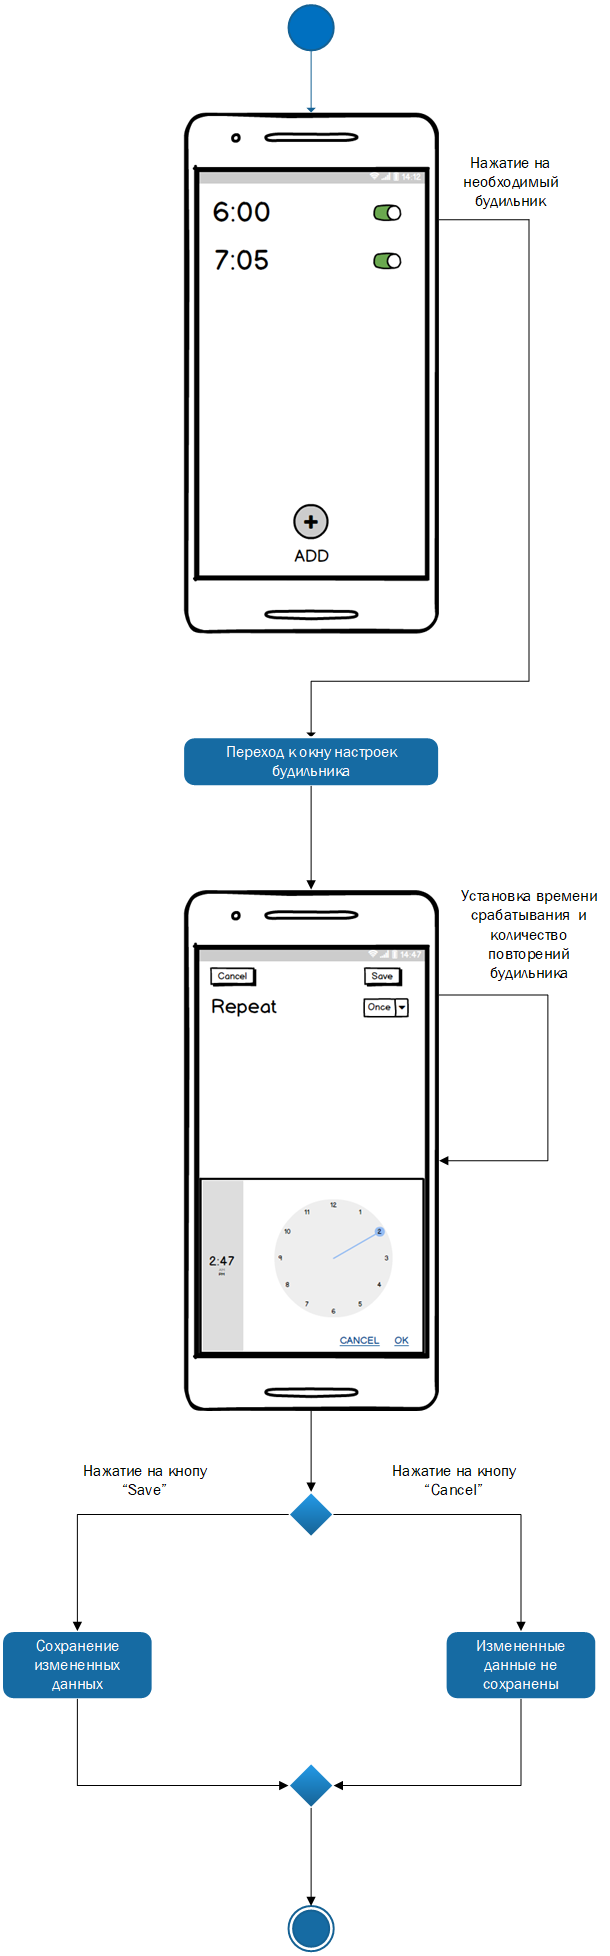 14:12
Нажатие на
необходимый
будильник
6:00
7:05
ADD
Переход к окну настроек
будильника
Установка времени
срабатывания и
количество
повторений
будильника
14:47
Cancel
Save
Repeat
Once
12
11
1
10
2
2:47
9
3
8
4
7
5
6
CANCEL
OK
Нажатие на кнопу
“Save”
Нажатие на кнопу
“Cancel”
Сохранение
измененных
данных
Измененные
данные не
сохранены